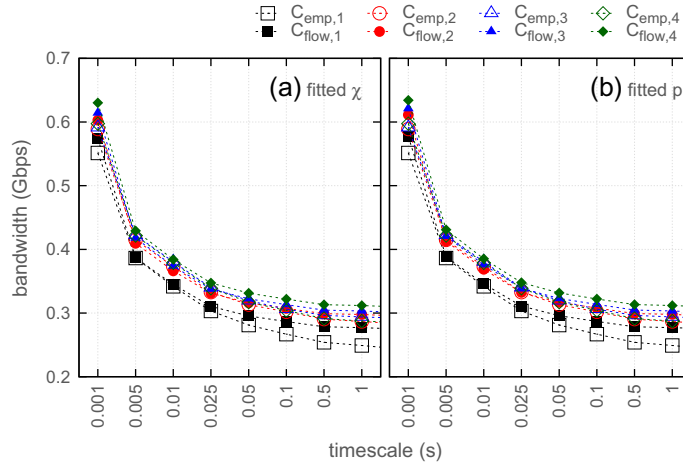 C_emp,1 C_emp,2 C_emp,3 C_emp,4
C_flow,1 C_flow,2 C_flow,3 C_flow,4
0.7
0.6
0.5
0.4
0.3
0.2
bandwidth (Gbps)
(a) fitted χ
(b) fitted p
0.001 0.005 0.01 0.025 0.05 0.1 0.5 1
0.001 0.005 0.01 0.025 0.05 0.1 0.5 1
timescale (s)